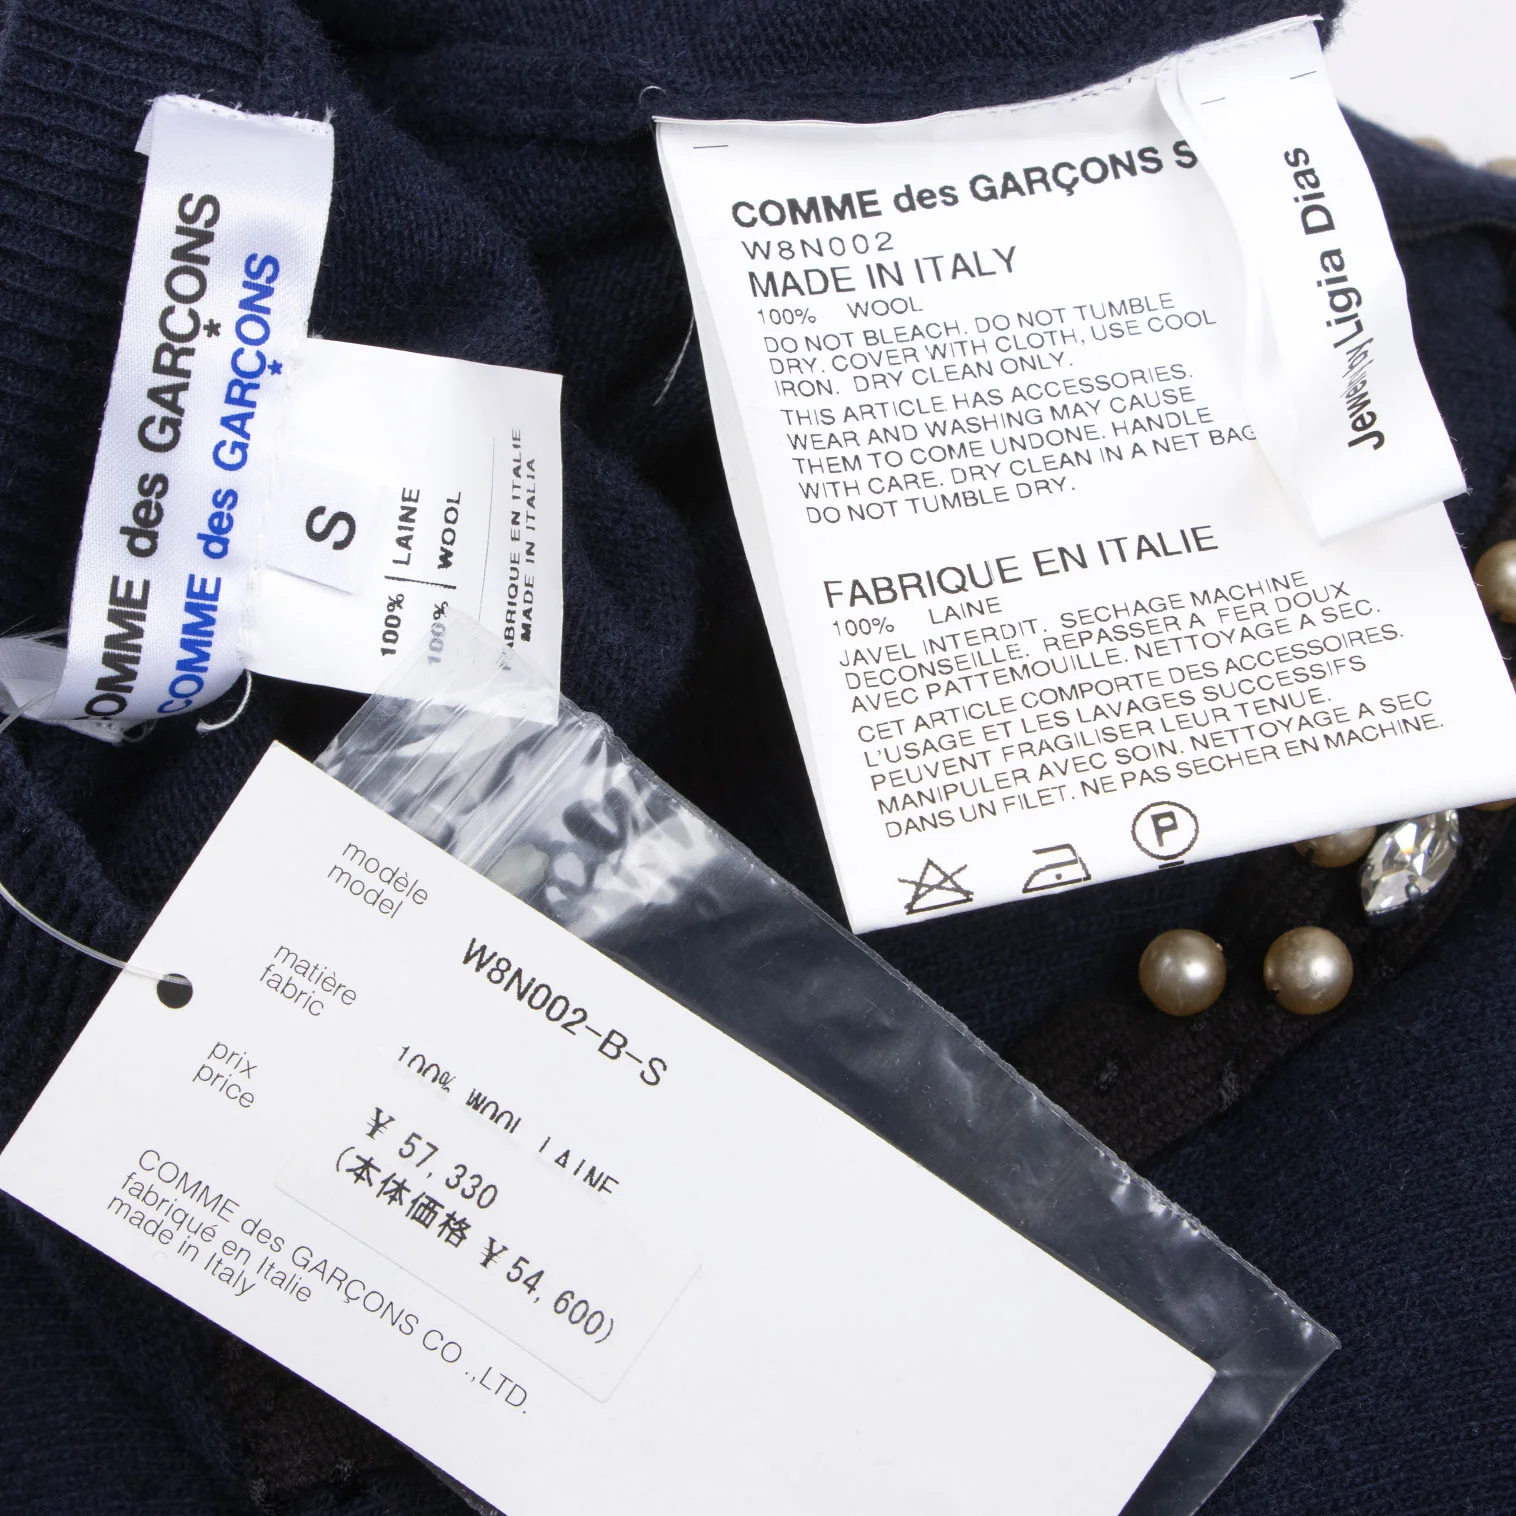 COMME des GARÇONS
COMME des GARÇONS
S
100% LAINE
100% WOOL
FABRIQUE EN ITALIE
MADE IN ITALIA
COMME des GARÇONS S
W8N002
MADE IN ITALY
100% WOOL
DO NOT BLEACH. DO NOT TUMBLE
DRY. COVER WITH CLOTH, USE COOL
IRON. DRY CLEAN ONLY.
THIS ARTICLE HAS ACCESSORIES.
WEAR AND WASHING MAY CAUSE
THEM TO COME UNDONE. HANDLE
WITH CARE. DRY CLEAN IN A NET BAG
DO NOT TUMBLE DRY.
FABRIQUE EN ITALIE
100% LAINE
JAVEL INTERDIT. SECHAGE MACHINE
DECONSEILLE. REPASSER A FER DOUX
AVEC PATTEMOUILLE. NETTOYAGE A SEC.
CET ARTICLE COMPORTE DES ACCESSOIRES.
L'USAGE ET LES LAVAGES SUCCESSIFS
PEUVENT FRAGILISER LEUR TENUE.
MANIPULER AVEC SOIN. NETTOYAGE A SEC
DANS UN FILET. NE PAS SECHER EN MACHINE.
P
Jewelry by Ligia Dias
modèle
model
W8N002-B-S
matière
fabric
100% WOOL LAINE
prix
price
¥ 57,330
(本体価格 ¥ 54,600)
COMME des GARÇONS CO.,LTD.
fabriqué en Italie
made in Italy